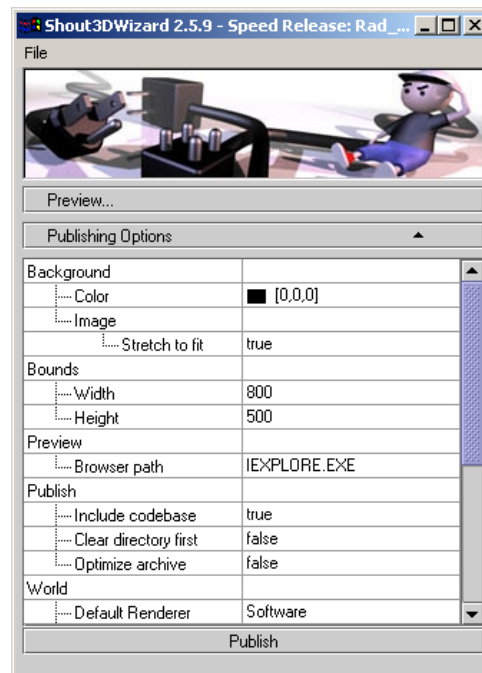 Shout3DWizard 2.5.9 - Speed Release: Rad_...
File
Preview...
Publishing Options
Background
Color [0,0,0]
Image
Stretch to fit true
Bounds
Width 800
Height 500
Preview
Browser path IEXPLORE.EXE
Publish
Include codebase true
Clear directory first false
Optimize archive false
World
Default Renderer Software
Publish